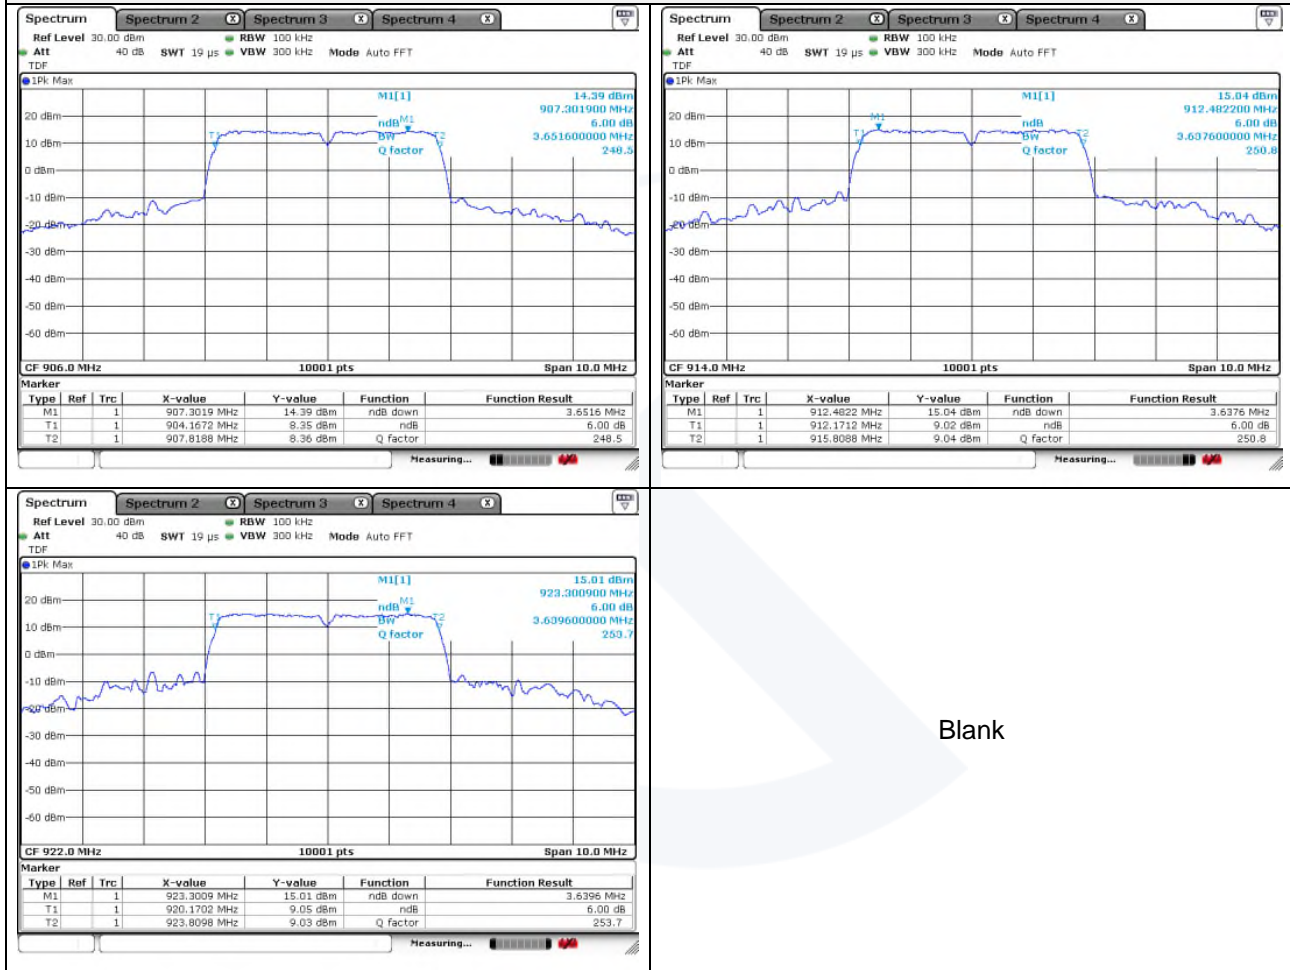 Spectrum Spectrum 2 X Spectrum 3 X Spectrum 4 X
Ref Level 30.00 dBm RBW 100 kHz
Att 40 dB SWT 19 µs VBW 300 kHz Mode Auto FFT
TDF
1Pk Max
M1[1] 14.39 dBm
907.301900 MHz
20 dBm
ndB 6.00 dB
M1
T1
T2
10 dBm
BW 3.651600000 MHz
Q factor 248.5
0 dBm
-10 dBm
-20 dBm
-30 dBm
-40 dBm
-50 dBm
-60 dBm
CF 906.0 MHz 10001 pts Span 10.0 MHz
Marker
Type Ref Trc X-value Y-value Function Function Result
M1 1 907.3019 MHz 14.39 dBm ndB down 3.6516 MHz
T1 1 904.1672 MHz 8.35 dBm ndB 6.00 dB
T2 1 907.8188 MHz 8.36 dBm Q factor 248.5
Measuring...
Spectrum Spectrum 2 X Spectrum 3 X Spectrum 4 X
Ref Level 30.00 dBm RBW 100 kHz
Att 40 dB SWT 19 µs VBW 300 kHz Mode Auto FFT
TDF
1Pk Max
M1[1] 15.04 dBm
912.482200 MHz
20 dBm
M1
ndB 6.00 dB
T1
T2
10 dBm
BW 3.637600000 MHz
Q factor 250.8
0 dBm
-10 dBm
-20 dBm
-30 dBm
-40 dBm
-50 dBm
-60 dBm
CF 914.0 MHz 10001 pts Span 10.0 MHz
Marker
Type Ref Trc X-value Y-value Function Function Result
M1 1 912.4822 MHz 15.04 dBm ndB down 3.6376 MHz
T1 1 912.1712 MHz 9.02 dBm ndB 6.00 dB
T2 1 915.8088 MHz 9.04 dBm Q factor 250.8
Measuring...
Spectrum Spectrum 2 X Spectrum 3 X Spectrum 4 X
Ref Level 30.00 dBm RBW 100 kHz
Att 40 dB SWT 19 µs VBW 300 kHz Mode Auto FFT
TDF
1Pk Max
M1[1] 15.01 dBm
923.300900 MHz
20 dBm
ndB 6.00 dB
M1
T1
T2
10 dBm
BW 3.639600000 MHz
Q factor 253.7
0 dBm
-10 dBm
-20 dBm
-30 dBm
-40 dBm
-50 dBm
-60 dBm
CF 922.0 MHz 10001 pts Span 10.0 MHz
Marker
Type Ref Trc X-value Y-value Function Function Result
M1 1 923.3009 MHz 15.01 dBm ndB down 3.6396 MHz
T1 1 920.1702 MHz 9.05 dBm ndB 6.00 dB
T2 1 923.8098 MHz 9.03 dBm Q factor 253.7
Measuring...
Blank